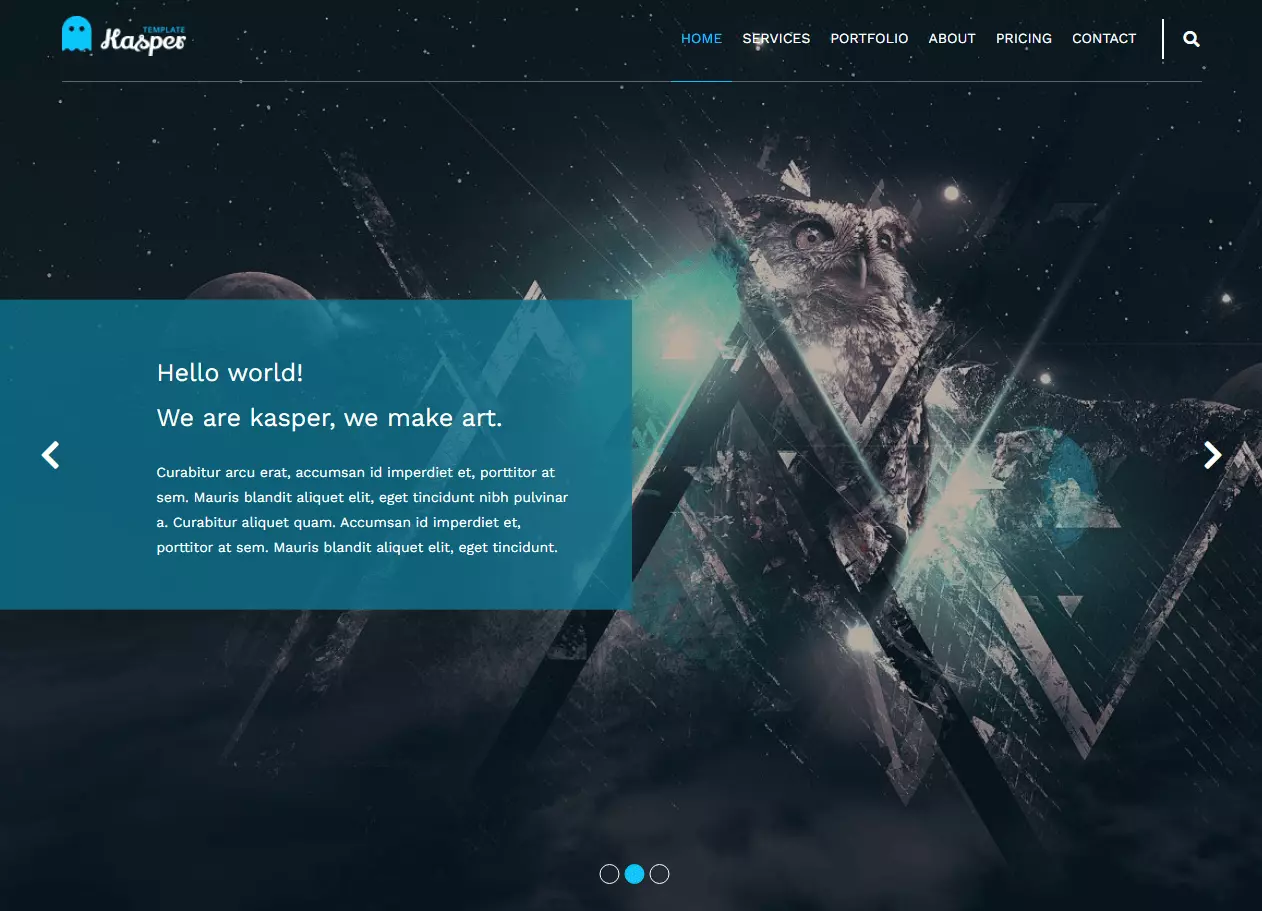 TEMPLATE
Kasper
HOME SERVICES PORTFOLIO ABOUT PRICING CONTACT
Hello world!
We are kasper, we make art.
Curabitur arcu erat, accumsan id imperdiet et, porttitor at
sem. Mauris blandit aliquet elit, eget tincidunt nibh pulvinar
a. Curabitur aliquet quam. Accumsan id imperdiet et,
porttitor at sem. Mauris blandit aliquet elit, eget tincidunt.